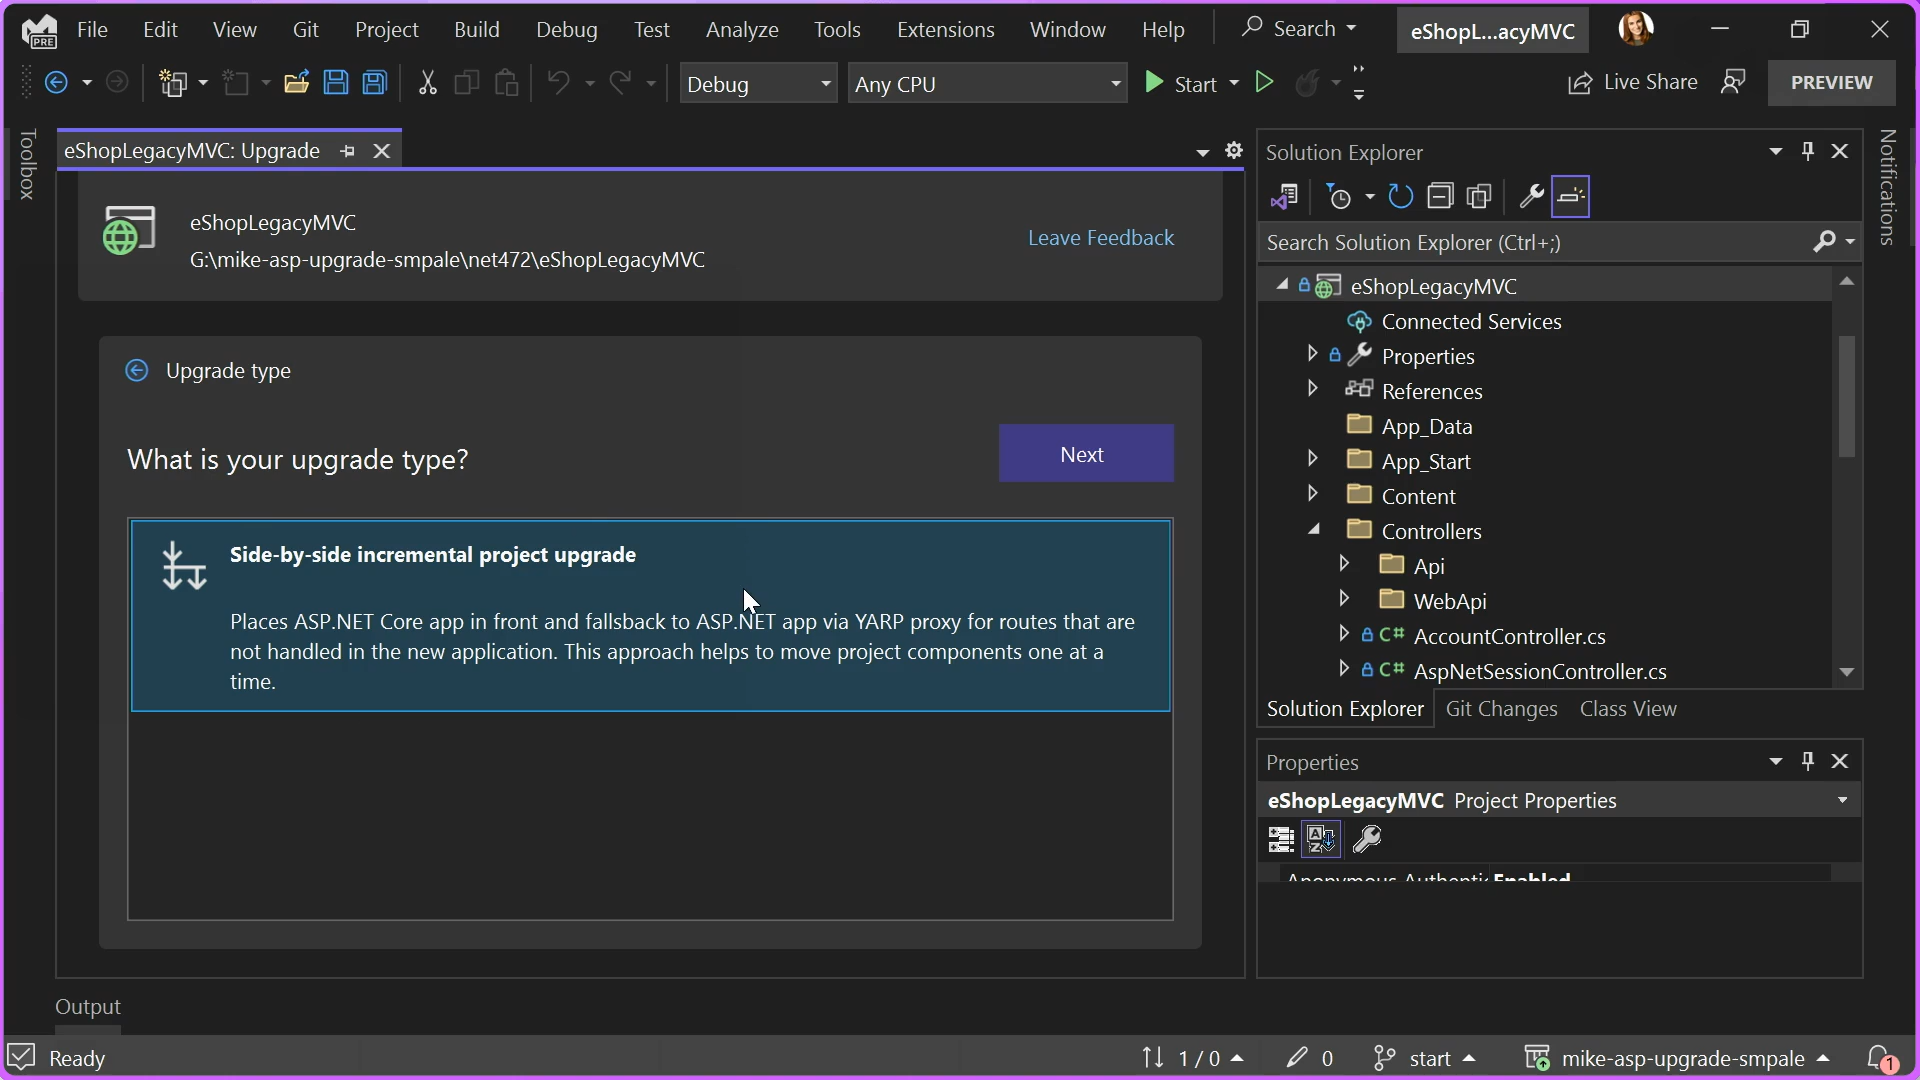 PRE
File Edit View Git Project Build Debug Test Analyze Tools Extensions Window Help Search eShopL...acyMVC
Debug Any CPU Start Live Share PREVIEW
Toolbox
eShopLegacyMVC: Upgrade
eShopLegacyMVC
G:\mike-asp-upgrade-smpale\net472\eShopLegacyMVC
Leave Feedback
Upgrade type
What is your upgrade type?
Next
Side-by-side incremental project upgrade
Places ASP.NET Core app in front and fallsback to ASP.NET app via YARP proxy for routes that are
not handled in the new application. This approach helps to move project components one at a
time.
Solution Explorer
Search Solution Explorer (Ctrl+;)
eShopLegacyMVC
Connected Services
Properties
References
App_Data
App_Start
Content
Controllers
Api
WebApi
C# AccountController.cs
C# AspNetSessionController.cs
Solution Explorer Git Changes Class View
Properties
eShopLegacyMVC Project Properties
A
Z
Anonymous Authenti Enabled
Notifications
Output
Ready 1 / 0 0 start mike-asp-upgrade-smpale 1